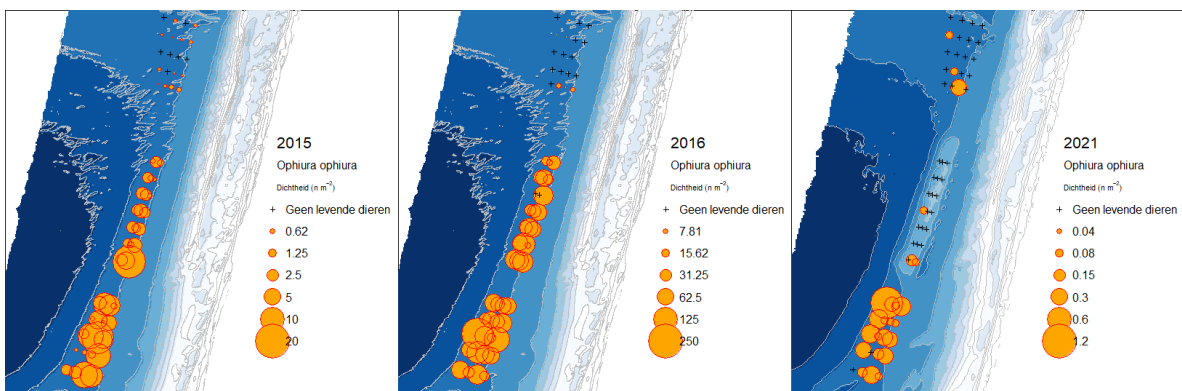 2015
Ophiura ophiura
Dichtheid (n m⁻²)
+ Geen levende dieren
0.62
1.25
2.5
5
10
20
2016
Ophiura ophiura
Dichtheid (n m⁻²)
+ Geen levende dieren
7.81
15.62
31.25
62.5
125
250
2021
Ophiura ophiura
Dichtheid (n m⁻²)
+ Geen levende dieren
0.04
0.08
0.15
0.3
0.6
1.2